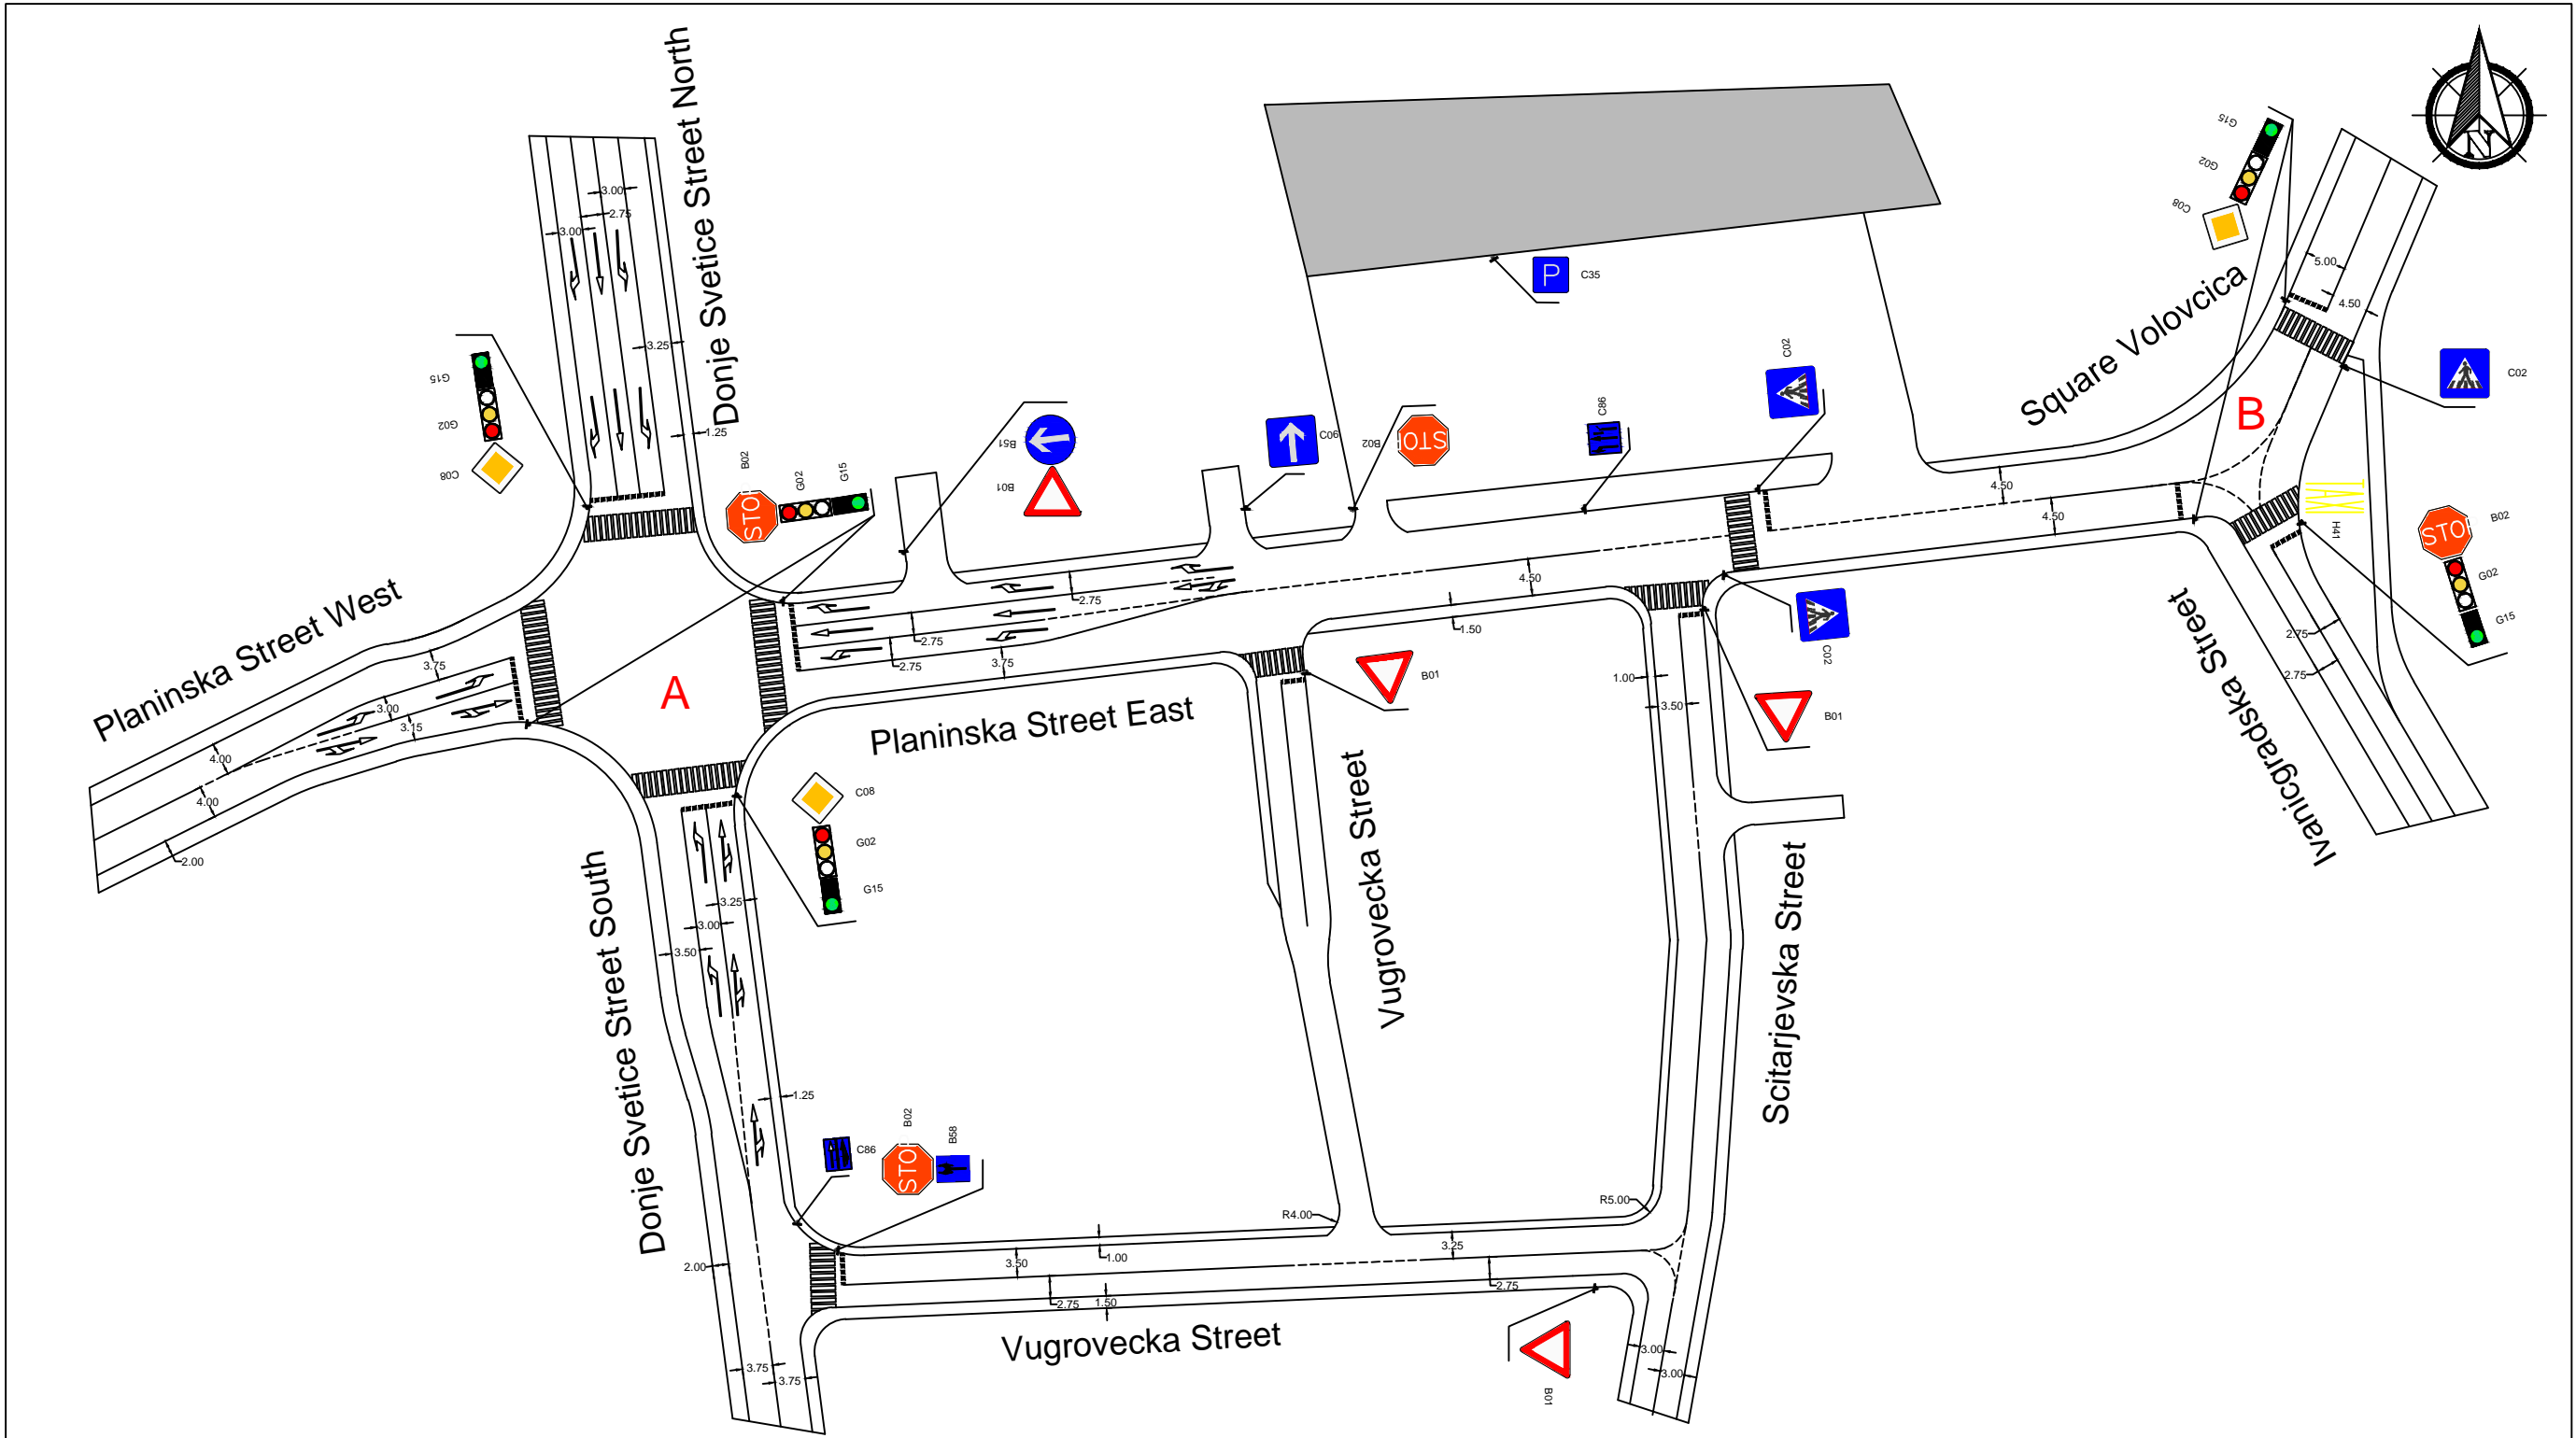 Donje Svetice Street North
Planinska Street West
Donje Svetice Street South
Planinska Street East
Vugrovecka Street
Vugrovecka Street
Scitarjevska Street
Square Volovcica
Ivanicgradska Street
A
B
N
3.00
2.75
3.00
3.25
1.25
G15
G02
C08
B02
STO
G02
G15
B51
B01
C06
B02
STO
P
C35
C86
C02
G15
G02
C08
5.00
4.50
C02
H41
STO
B02
G02
G15
4.50
4.50
2.75
2.75
4.50
1.50
2.75
2.75
2.75
3.75
3.75
3.00
3.15
4.00
4.00
2.00
B01
C02
B01
1.00
3.50
C08
G02
G15
3.25
3.00
3.50
1.25
C86
B02
STO
B58
2.00
3.75
3.75
3.50
1.00
2.75
1.50
R4.00
R5.00
3.25
2.75
B01
3.00
3.00